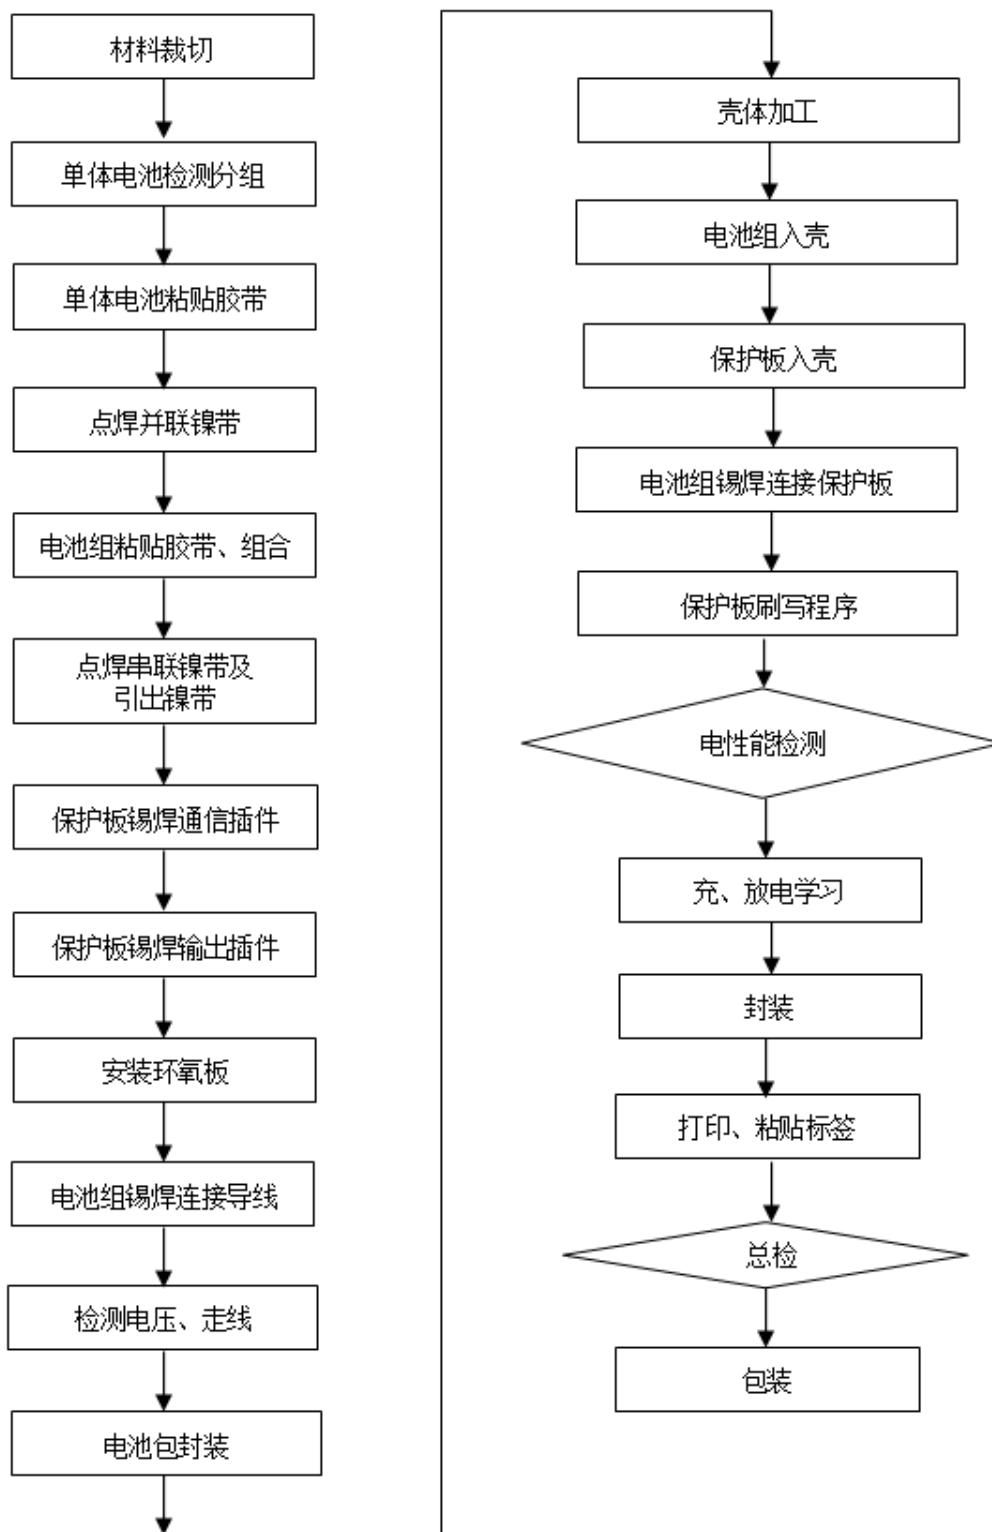 材料裁切
单体电池检测分组
单体电池粘贴胶带
点焊并联镍带
电池组粘贴胶带、组合
点焊串联镍带及
引出镍带
保护板锡焊通信插件
保护板锡焊输出插件
安装环氧板
电池组锡焊连接导线
检测电压、走线
电池包封装
壳体加工
电池组入壳
保护板入壳
电池组锡焊连接保护板
保护板刷写程序
电性能检测
充、放电学习
封装
打印、粘贴标签
总检
包装